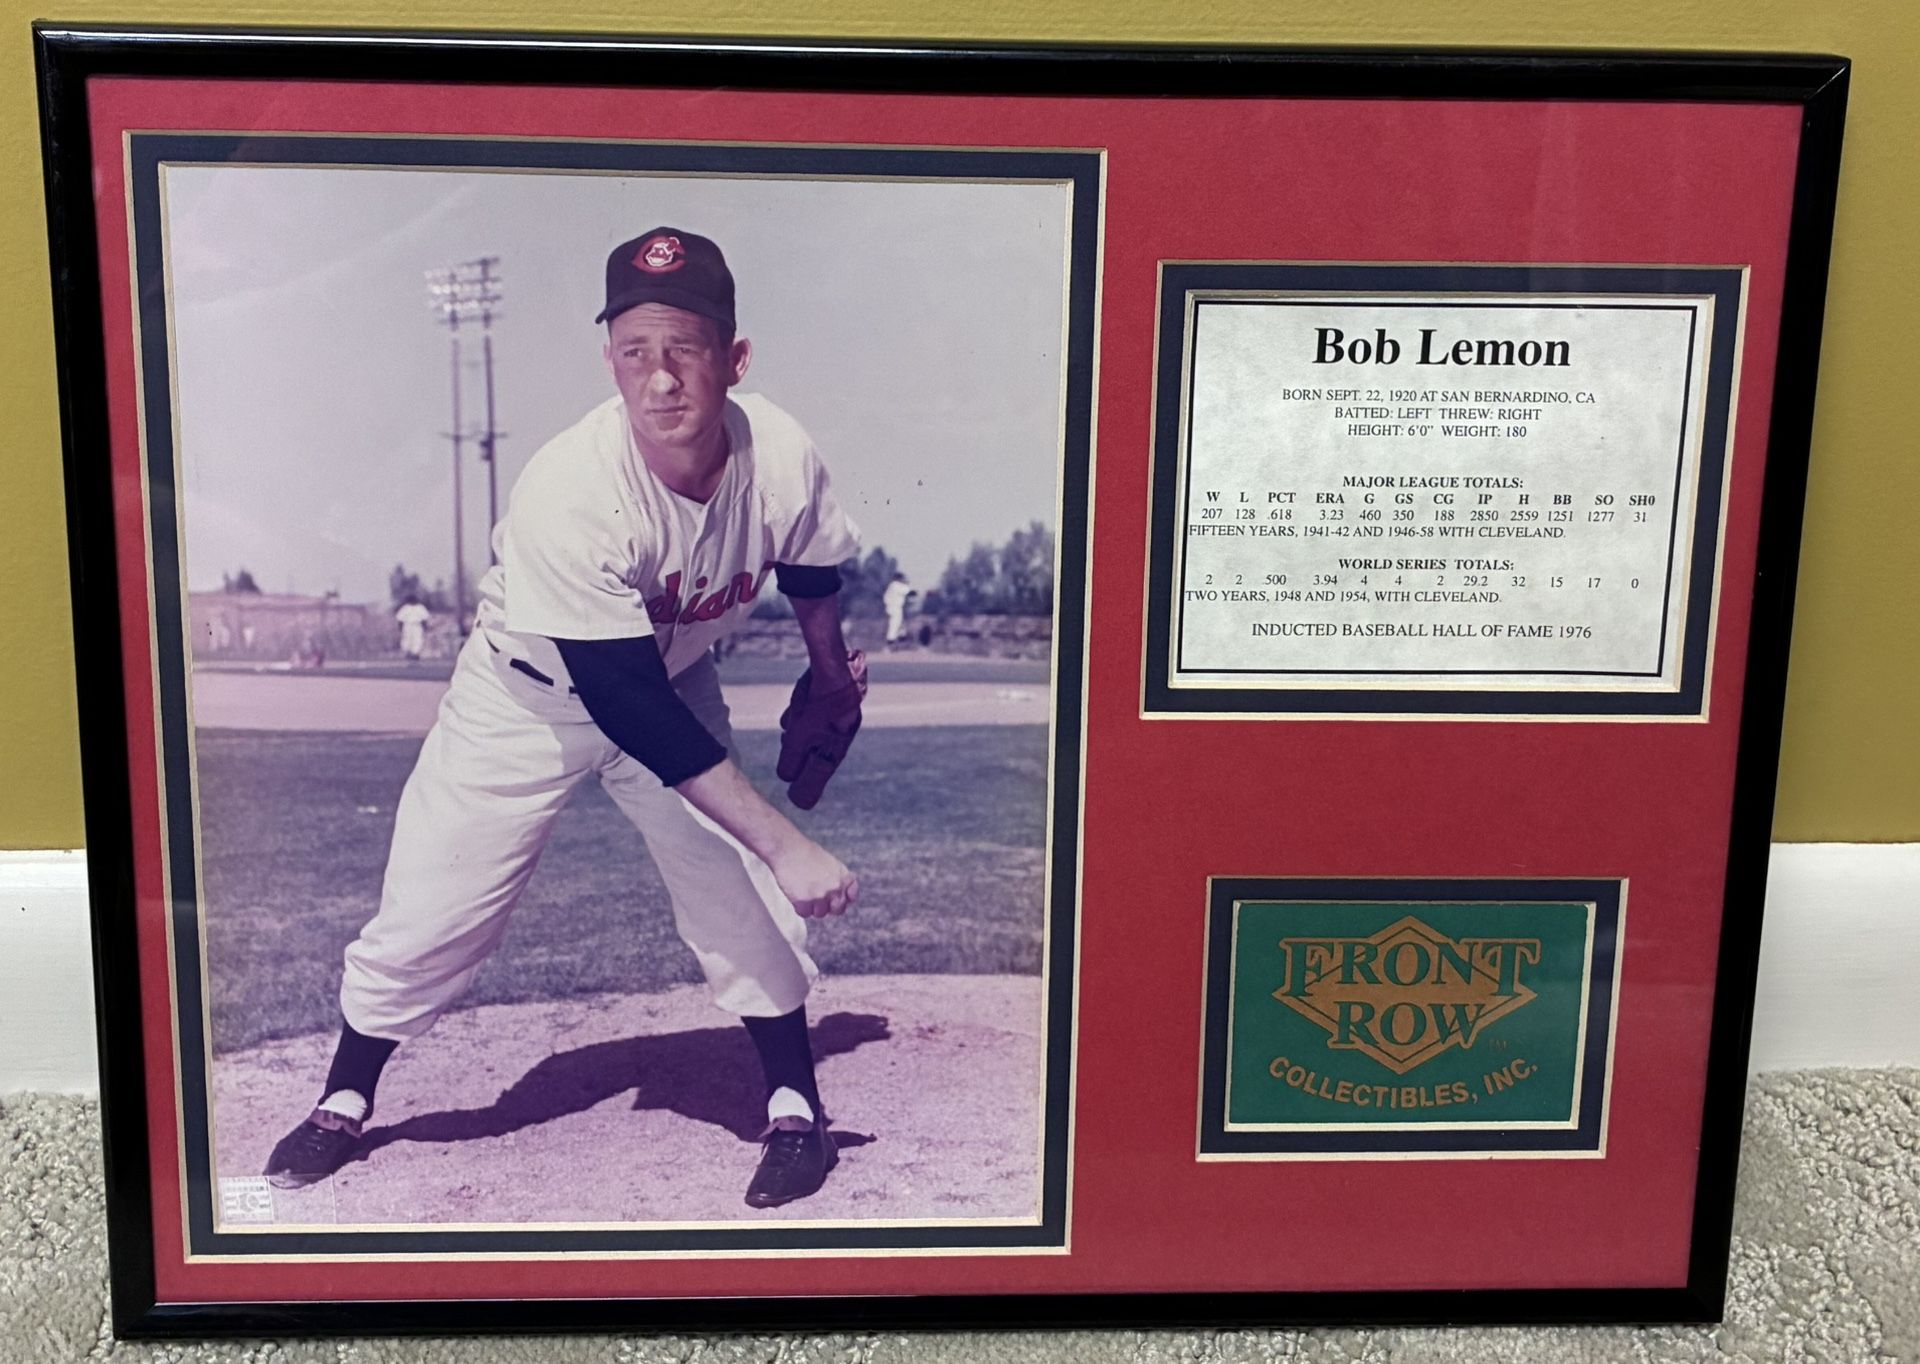 Indian
Bob Lemon
BORN SEPT. 22, 1920 AT SAN BERNARDINO, CA
BATTED: LEFT THREW: RIGHT
HEIGHT: 6'0" WEIGHT: 180
MAJOR LEAGUE TOTALS:
W L PCT ERA G GS CG IP H BB SO SH0
207 128 .618 3.23 460 350 188 2850 2559 1251 1277 31
FIFTEEN YEARS, 1941-42 AND 1946-58 WITH CLEVELAND.
WORLD SERIES TOTALS:
2 2 .500 3.94 4 4 2 29.2 32 15 17 0
TWO YEARS, 1948 AND 1954, WITH CLEVELAND.
INDUCTED BASEBALL HALL OF FAME 1976
FRONT
ROW TM
COLLECTIBLES, INC.